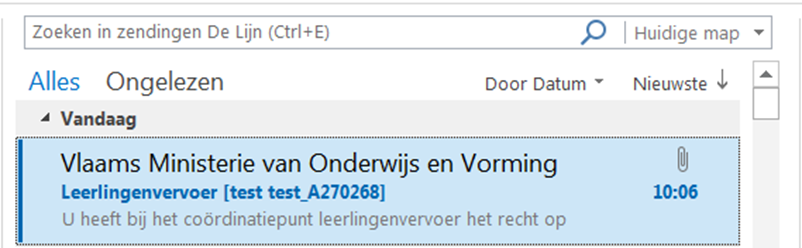 Zoeken in zendingen De Lijn (Ctrl+E) Huidige map
Alles Ongelezen Door Datum Nieuwste
Vandaag
Vlaams Ministerie van Onderwijs en Vorming
Leerlingenvervoer [test test_A270268] 10:06
U heeft bij het coördinatiepunt leerlingenvervoer het recht op